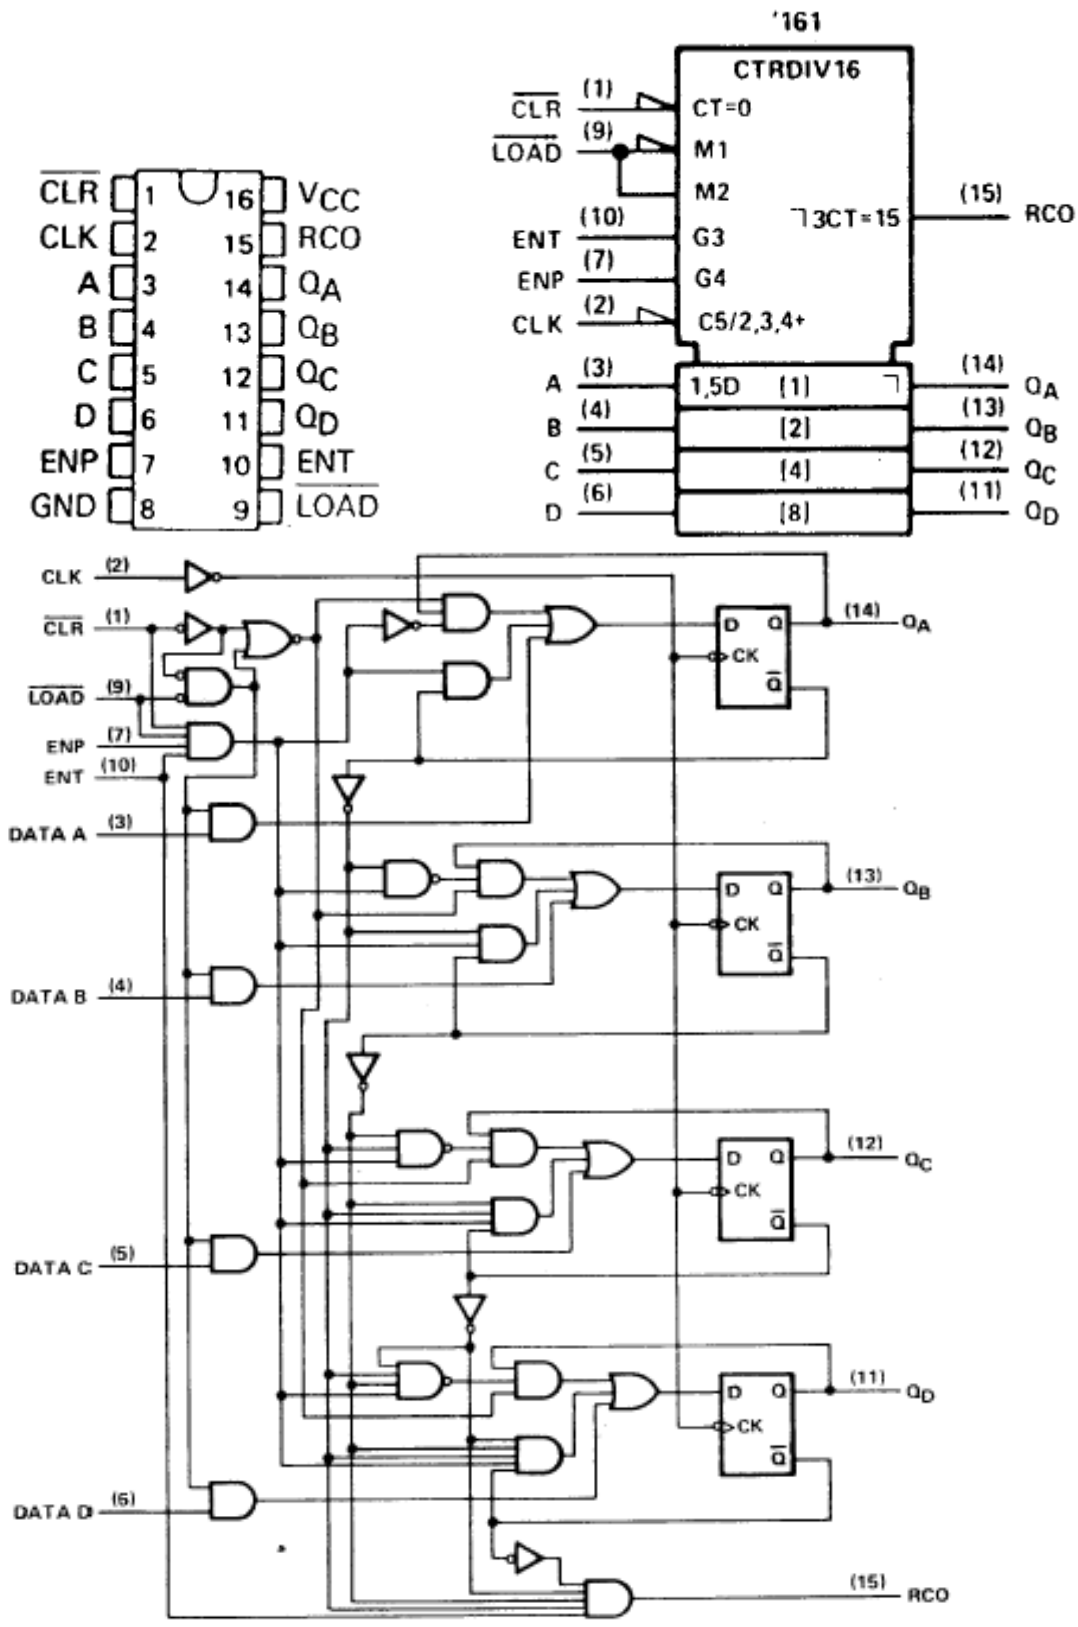 '161
CTRDIV16
CLR (1) CT=0
LOAD (9) M1
M2
ENT (10) G3
ENP (7) G4
CLK (2) C5/2,3,4+
3CT=15 (15) RCO
A (3) 1,5D [1] (14) QA
B (4) [2] (13) QB
C (5) [4] (12) QC
D (6) [8] (11) QD
CLR 1 16 VCC
CLK 2 15 RCO
A 3 14 QA
B 4 13 QB
C 5 12 QC
D 6 11 QD
ENP 7 10 ENT
GND 8 9 LOAD
CLK (2)
CLR (1)
LOAD (9)
ENP (7)
ENT (10)
D Q (14) QA
CK
Q
DATA A (3)
D Q (13) QB
CK
Q
DATA B (4)
D Q (12) QC
CK
Q
DATA C (5)
D Q (11) QD
CK
Q
DATA D (6)
(15) RCO